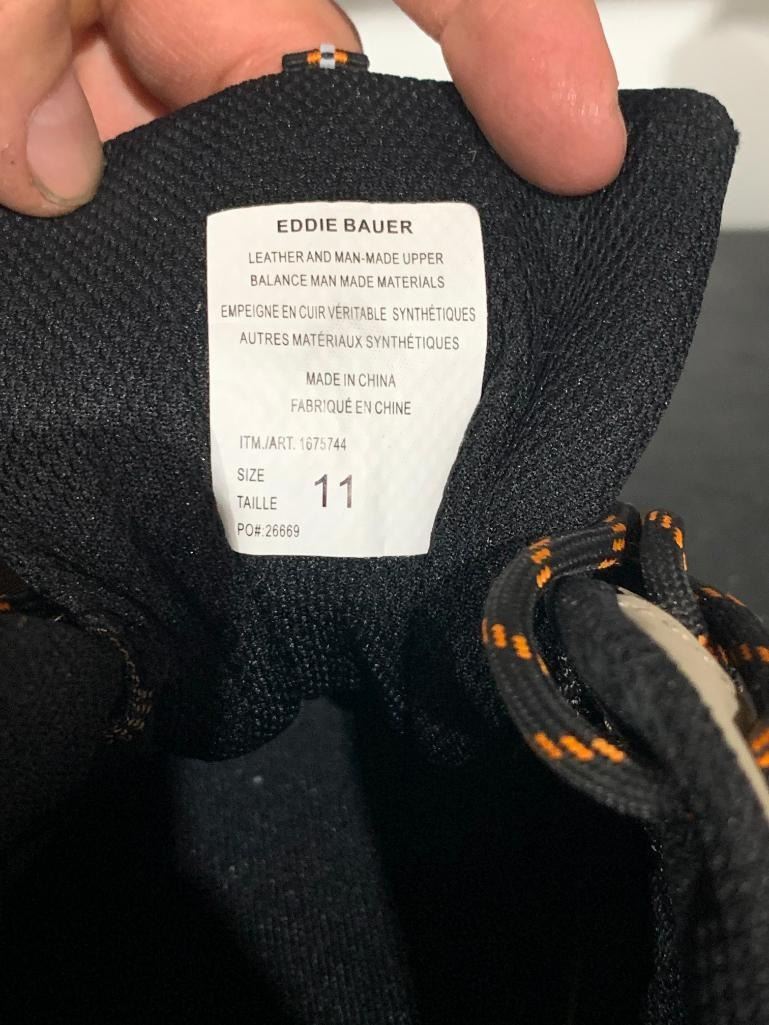 EDDIE BAUER
LEATHER AND MAN-MADE UPPER
BALANCE MAN MADE MATERIALS
EMPEIGNE EN CUIR VÉRITABLE SYNTHÉTIQUES
AUTRES MATÉRIAUX SYNTHÉTIQUES
MADE IN CHINA
FABRIQUÉ EN CHINE
ITM./ART. 1675744
SIZE
TAILLE 11
PO#:26669